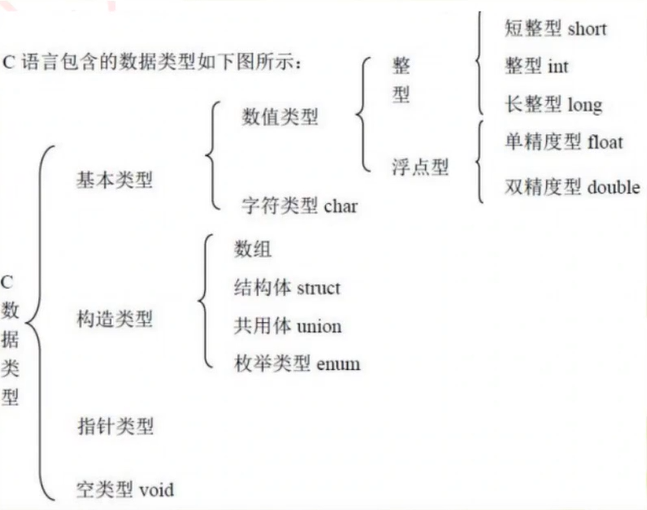 C 语言包含的数据类型如下图所示：
短整型 short
整型
整型 int
长整型 long
数值类型
浮点型
单精度型 float
双精度型 double
基本类型
字符类型 char
数组
结构体 struct
C数据类型
构造类型
共用体 union
枚举类型 enum
指针类型
空类型 void